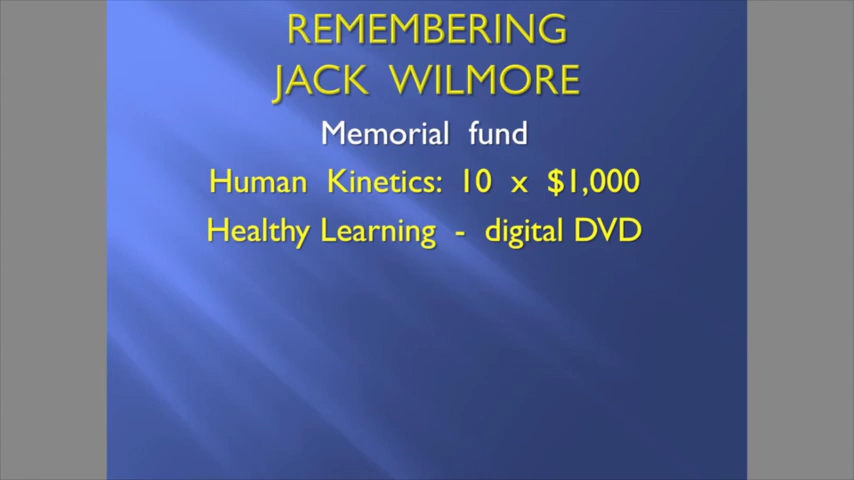 REMEMBERING
JACK WILMORE
Memorial fund
Human Kinetics: 10 x $1,000
Healthy Learning - digital DVD